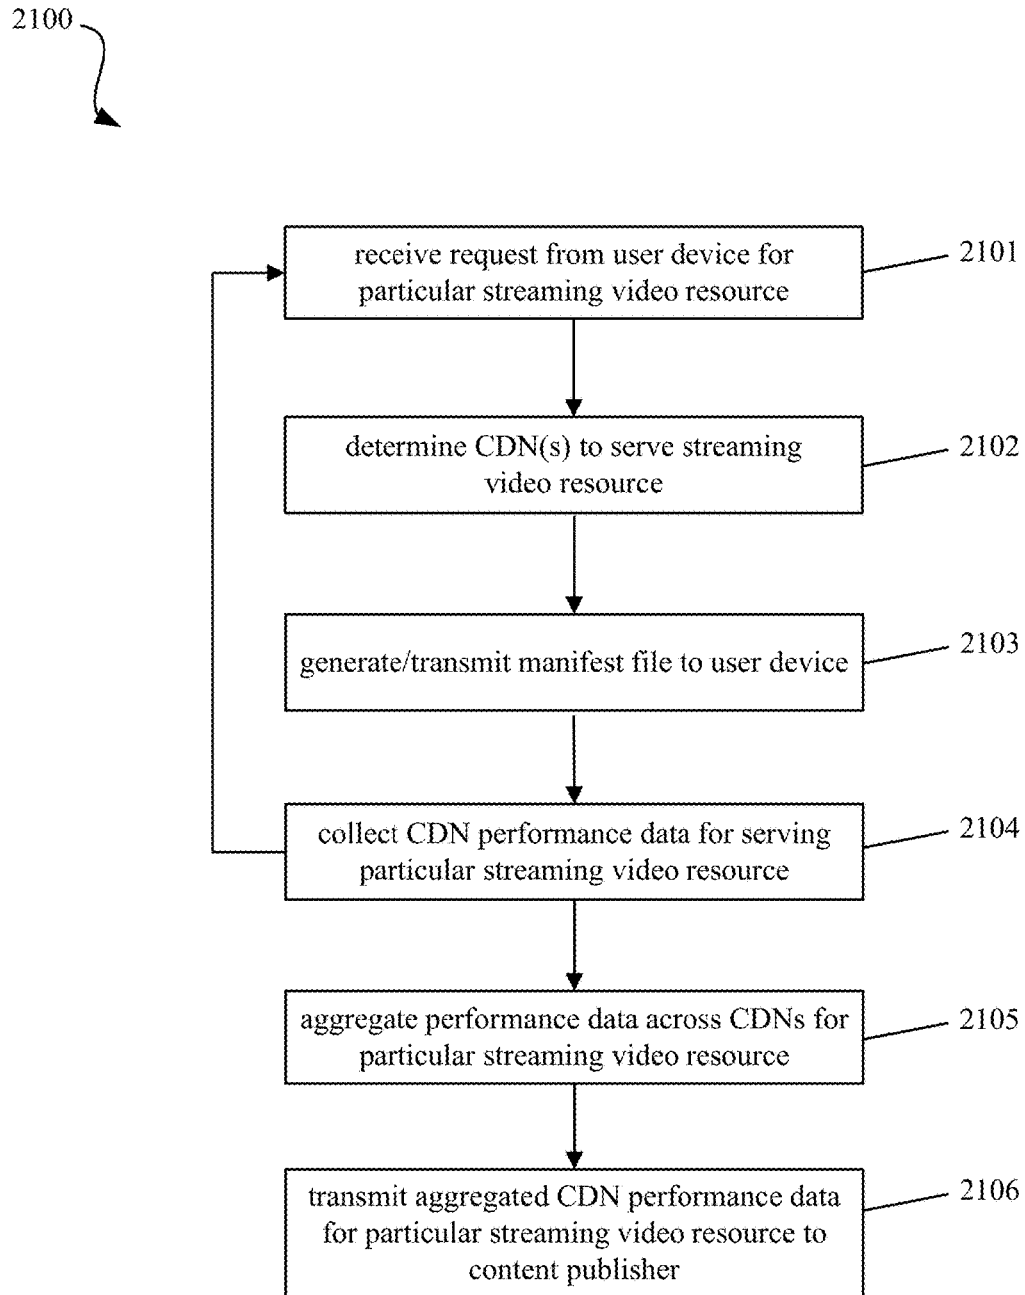 2100
receive request from user device for
particular streaming video resource
2101
determine CDN(s) to serve streaming
video resource
2102
generate/transmit manifest file to user device
2103
collect CDN performance data for serving
particular streaming video resource
2104
aggregate performance data across CDNs for
particular streaming video resource
2105
transmit aggregated CDN performance data
for particular streaming video resource to
content publisher
2106